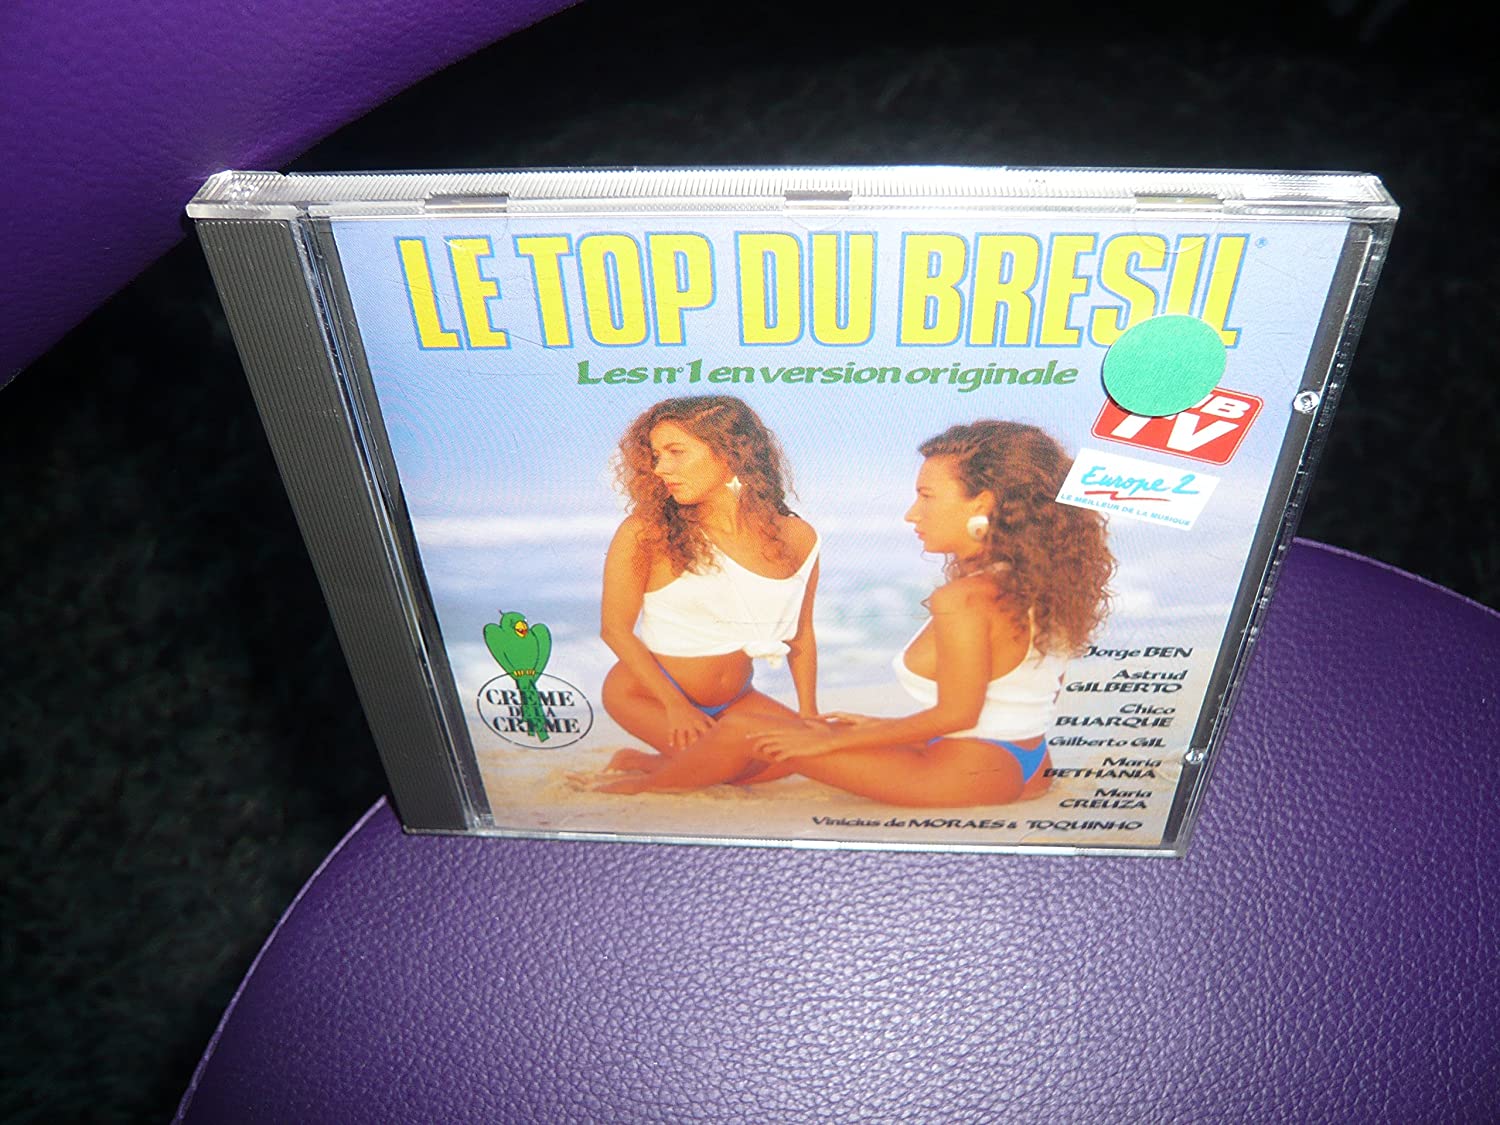 LE TOP DU BRESIL®
Les n°1 en version originale
TV
Europe 2
LE MEILLEUR DE LA MUSIQUE
LA
CREME
DE LA
CREME
Jorge BEN
Astrud
GILBERTO
Chico
BUARQUE
Gilberto GIL
Maria
BETHANIA
Maria
CREUZA
Vinicius de MORAES & TOQUINHO